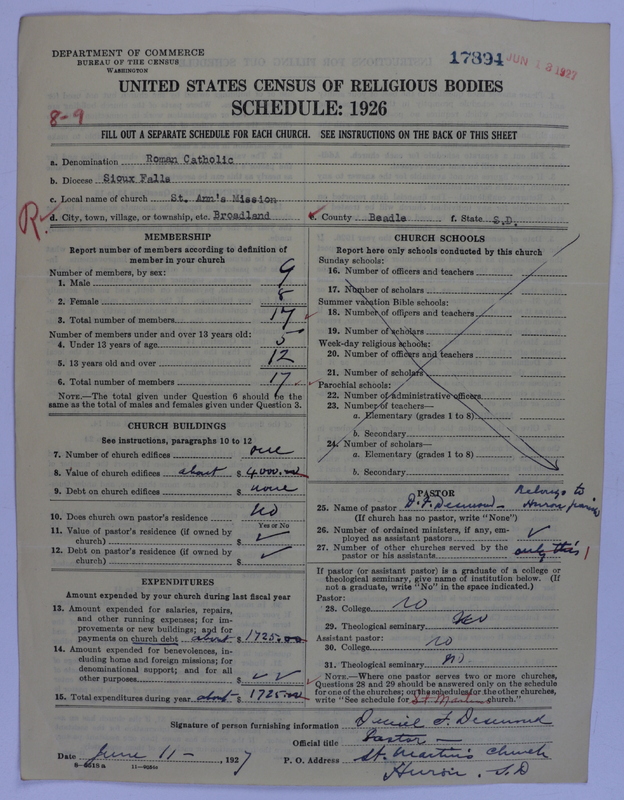 DEPARTMENT OF COMMERCE
BUREAU OF THE CENSUS
WASHINGTON
17894 JUN 13 1927
UNITED STATES CENSUS OF RELIGIOUS BODIES
SCHEDULE: 1926
8-9
FILL OUT A SEPARATE SCHEDULE FOR EACH CHURCH. SEE INSTRUCTIONS ON THE BACK OF THIS SHEET
a. Denomination Roman Catholic
b. Diocese Sioux Falls
c. Local name of church St. Ann's Mission
R.
d. City, town, village, or township, etc. Broadland e. County Beadle f. State S.D.
MEMBERSHIP
Report number of members according to definition of
member in your church
Number of members, by sex:
1. Male 9
2. Female 8
3. Total number of members 17
Number of members under and over 13 years old:
4. Under 13 years of age 5
5. 13 years old and over 12
6. Total number of members 17
NOTE.—The total given under Question 6 should be the
same as the total of males and females given under Question 3.
CHURCH BUILDINGS
See instructions, paragraphs 10 to 12
7. Number of church edifices one
8. Value of church edifices about $ 4000.00
9. Debt on church edifices $ none
10. Does church own pastor's residence No
Yes or No
11. Value of pastor's residence (if owned by
church) $ ✓
12. Debt on pastor's residence (if owned by
church) $ ✓
EXPENDITURES
Amount expended by your church during last fiscal year
13. Amount expended for salaries, repairs,
and other running expenses; for im-
provements or new buildings; and for
payments on church debt about $ 1725.00
14. Amount expended for benevolences, in-
cluding home and foreign missions; for
denominational support; and for all
other purposes $ ✓ ✓
15. Total expenditures during year about $ 1725.00
CHURCH SCHOOLS
Report here only schools conducted by this church
Sunday schools:
16. Number of officers and teachers
17. Number of scholars
Summer vacation Bible schools:
18. Number of officers and teachers
19. Number of scholars
Week-day religious schools:
20. Number of officers and teachers
21. Number of scholars
Parochial schools:
22. Number of administrative officers
23. Number of teachers—
a. Elementary (grades 1 to 8)
b. Secondary
24. Number of scholars—
a. Elementary (grades 1 to 8)
b. Secondary
PASTOR
25. Name of pastor D. F. Desmond - Belongs to
Huron parish
(If church has no pastor, write "None")
26. Number of ordained ministers, if any, em-
ployed as assistant pastors ✓
27. Number of other churches served by the
pastor or his assistants only this 1
If pastor (or assistant pastor) is a graduate of a college or
theological seminary, give name of institution below. (If
not a graduate, write "No" in the space indicated.)
Pastor:
28. College no
29. Theological seminary
Assistant pastor:
30. College no
31. Theological seminary no
NOTE.—Where one pastor serves two or more churches,
Questions 28 and 29 should be answered only on the schedule
for one of the churches; on the schedules for the other churches,
write "See schedule for St Martins church."
Signature of person furnishing information Daniel F. Desmond
Official title Pastor -
Date June 11 -, 1927 P. O. Address St. Martin's Church
Huron, S.D
8-5518a 11-9054a